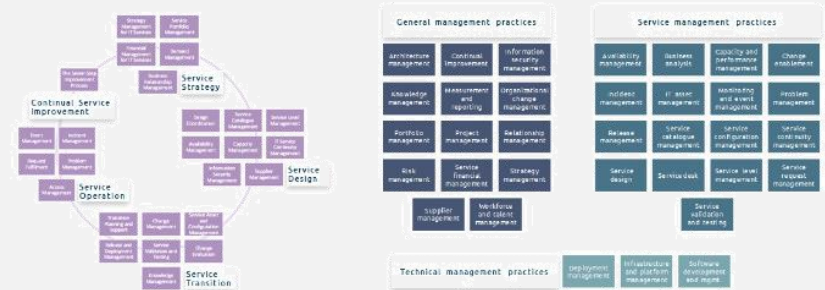 Strategy
Management
for IT Services
Service
Portfolio
Management
Financial
Management
for IT Services
Demand
Management
Business
Relationship
Management
Service
Strategy
The Seven Step
Improvement
Process
Continual Service
Improvement
Design
Coordination
Service
Catalogue
Management
Service Level
Management
Availability
Management
Capacity
Management
IT Service
Continuity
Management
Information
Security
Management
Supplier
Management
Service
Design
Event
Management
Incident
Management
Request
Fulfilment
Problem
Management
Access
Management
Service
Operation
Transition
Planning and
Support
Change
Management
Service Asset
and
Configuration
Management
Release and
Deployment
Management
Service
Validation and
Testing
Change
Evaluation
Knowledge
Management
Service
Transition
General management practices
Architecture
management
Continual
improvement
Information
security
management
Knowledge
management
Measurement
and
reporting
Organizational
change
management
Portfolio
management
Project
management
Relationship
management
Risk
management
Service
financial
management
Strategy
management
Supplier
management
Workforce
and talent
management
Service management practices
Availability
management
Business
analysis
Capacity and
performance
management
Change
enablement
Incident
management
IT asset
management
Monitoring
and event
management
Problem
management
Release
management
Service
catalogue
management
Service
configuration
management
Service
continuity
management
Service
design
Service desk
Service level
management
Service
request
management
Service
validation
and testing
Technical management practices
Deployment
management
Infrastructure
and platform
management
Software
development
and mgmt